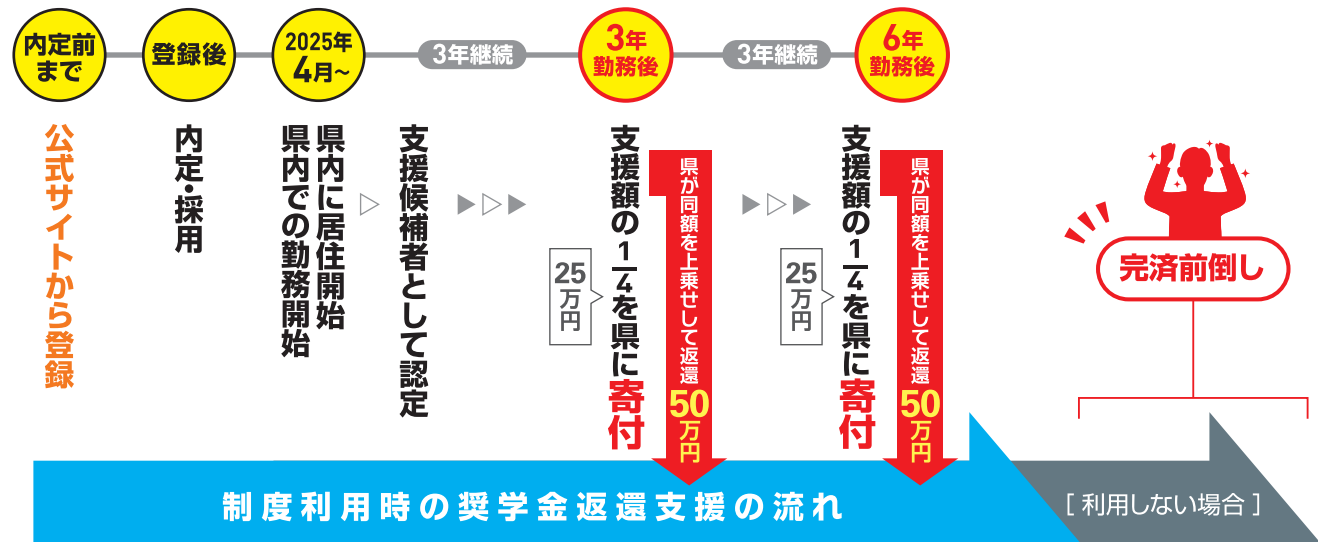 内定前
まで
登録後
2025年
4月〜
3年継続
3年
勤務後
3年継続
6年
勤務後
公式サイトから登録
内定・採用
県内に居住開始
県内での勤務開始
支援候補者として認定
支援額の1/4を県に寄付
25
万円
県が同額を上乗せして返還
50
万円
支援額の1/4を県に寄付
25
万円
県が同額を上乗せして返還
50
万円
完済前倒し
制度利用時の奨学金返還支援の流れ
[ 利用しない場合 ]